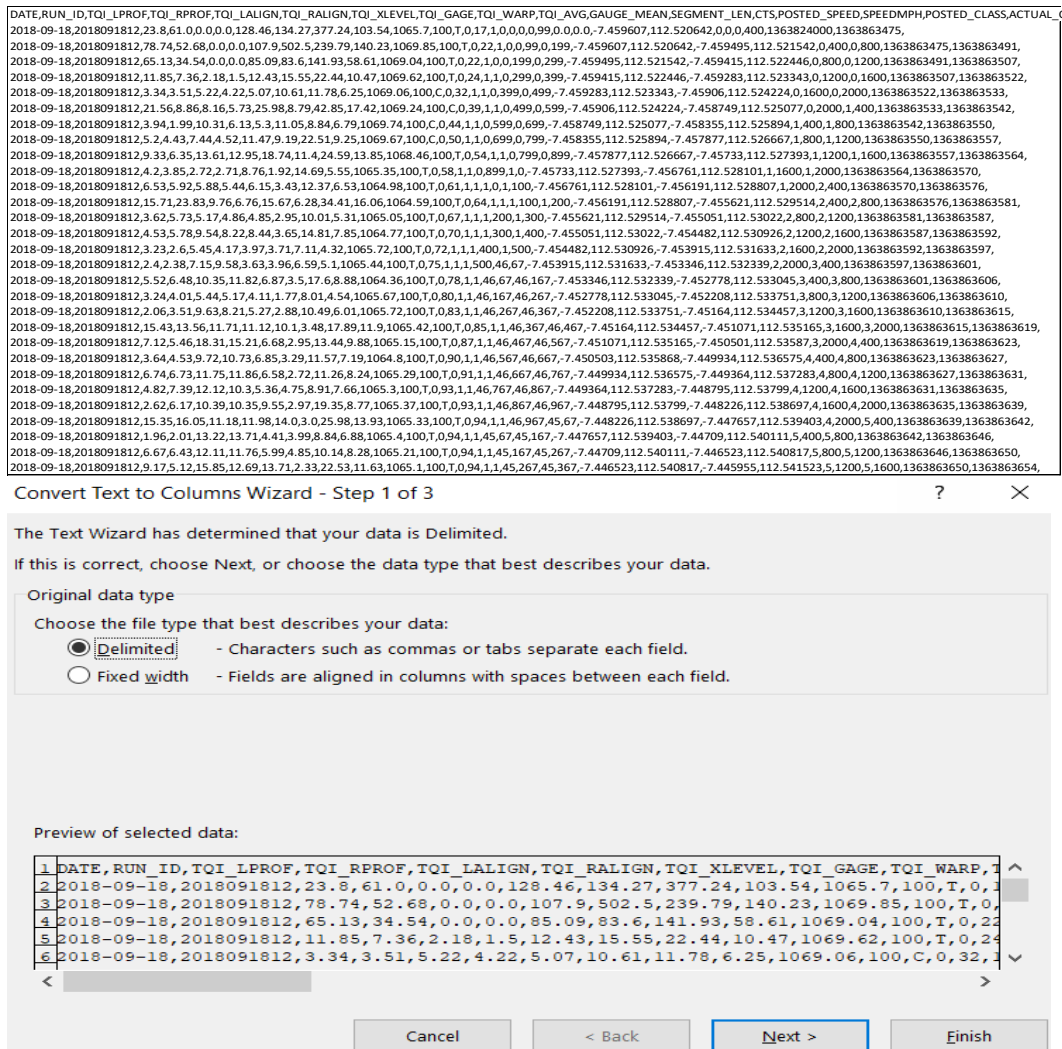 DATE,RUN_ID,TQI_LPROF,TQI_RPROF,TQI_LALIGN,TQI_RALIGN,TQI_XLEVEL,TQI_GAGE,TQI_WARP,TQI_AVG,GAUGE_MEAN,SEGMENT_LEN,CTS,POSTED_SPEED,SPEEDMPH,POSTED_CLASS,ACTUAL_
2018-09-18,2018091812,23.8,61.0,0.0,0.0,128.46,134.27,377.24,103.54,1065.7,100,T,0,17,1,0,0,0,0,99,0,0.0,0.0,-7.459607,112.520642,0,0,0,400,1363824000,1363863475,
2018-09-18,2018091812,78.74,52.68,0.0,0.0,107.9,502.5,239.79,140.23,1069.85,100,T,0,22,1,0,0,99,0,199,-7.459607,112.520642,-7.459495,112.521542,0,400,0,800,1363863475,1363863491,
2018-09-18,2018091812,65.13,34.54,0.0,0.0,85.09,83.6,141.93,58.61,1069.04,100,T,0,22,1,0,0,199,0,299,-7.459495,112.521542,-7.459415,112.522446,0,800,0,1200,1363863491,1363863507,
2018-09-18,2018091812,11.85,7.36,2.18,1.5,12.43,15.55,22.44,10.47,1069.62,100,T,0,24,1,1,0,299,0,399,-7.459415,112.522446,-7.459283,112.523343,0,1200,0,1600,1363863507,1363863522,
2018-09-18,2018091812,3.34,3.51,5.22,4.22,5.07,10.61,11.78,6.25,1069.06,100,C,0,32,1,1,0,399,0,499,-7.459283,112.523343,-7.45906,112.524224,0,1600,0,2000,1363863522,1363863533,
2018-09-18,2018091812,21.56,8.86,8.16,5.73,25.98,8.79,42.85,17.42,1069.24,100,C,0,39,1,1,0,499,0,599,-7.45906,112.524224,-7.458749,112.525077,0,2000,1,400,1363863533,1363863542,
2018-09-18,2018091812,3.94,1.99,10.31,6.13,5.3,11.05,8.84,6.79,1069.74,100,C,0,44,1,1,0,599,0,699,-7.458749,112.525077,-7.458355,112.525894,1,400,1,800,1363863542,1363863550,
2018-09-18,2018091812,5.2,4.43,7.44,4.52,11.47,9.19,22.51,9.25,1069.67,100,C,0,50,1,1,0,699,0,799,-7.458355,112.525894,-7.457877,112.526667,1,800,1,1200,1363863550,1363863557,
2018-09-18,2018091812,9.33,6.35,13.61,12.95,18.74,11.4,24.59,13.85,1068.46,100,T,0,54,1,1,0,799,0,899,-7.457877,112.526667,-7.45733,112.527393,1,1200,1,1600,1363863557,1363863564,
2018-09-18,2018091812,4.2,3.85,2.72,2.71,8.76,1.92,14.69,5.55,1065.35,100,T,0,58,1,1,0,899,1,0,-7.45733,112.527393,-7.456761,112.528101,1,1600,1,2000,1363863564,1363863570,
2018-09-18,2018091812,6.53,5.92,5.88,5.44,6.15,3.43,12.37,6.53,1064.98,100,T,0,61,1,1,1,0,1,100,-7.456761,112.528101,-7.456191,112.528807,1,2000,2,400,1363863570,1363863576,
2018-09-18,2018091812,15.71,23.83,9.76,6.76,15.67,6.28,34.41,16.06,1064.59,100,T,0,64,1,1,1,100,1,200,-7.456191,112.528807,-7.455621,112.529514,2,400,2,800,1363863576,1363863581,
2018-09-18,2018091812,3.62,5.73,5.17,4.86,4.85,2.95,10.01,5.31,1065.05,100,T,0,67,1,1,1,200,1,300,-7.455621,112.529514,-7.455051,112.53022,2,800,2,1200,1363863581,1363863587,
2018-09-18,2018091812,4.53,5.78,9.54,8.22,8.44,3.65,14.81,7.85,1064.77,100,T,0,70,1,1,1,300,1,400,-7.455051,112.53022,-7.454482,112.530926,2,1200,2,1600,1363863587,1363863592,
2018-09-18,2018091812,3.23,2.6,5.45,4.17,3.97,3.71,7.11,4.32,1065.72,100,T,0,72,1,1,1,400,1,500,-7.454482,112.530926,-7.453915,112.531633,2,1600,2,2000,1363863592,1363863597,
2018-09-18,2018091812,2.4,2.38,7.15,9.58,3.63,3.96,6.59,5.1,1065.44,100,T,0,75,1,1,1,500,46,67,-7.453915,112.531633,-7.453346,112.532339,2,2000,3,400,1363863597,1363863601,
2018-09-18,2018091812,5.52,6.48,10.35,11.82,6.87,3.5,17.6,8.88,1064.36,100,T,0,78,1,1,46,67,46,167,-7.453346,112.532339,-7.452778,112.533045,3,400,3,800,1363863601,1363863606,
2018-09-18,2018091812,3.24,4.01,5.44,5.17,4.11,1.77,8.01,4.54,1065.67,100,T,0,80,1,1,46,167,46,267,-7.452778,112.533045,-7.452208,112.533751,3,800,3,1200,1363863606,1363863610,
2018-09-18,2018091812,2.06,3.51,9.63,8.21,5.27,2.88,10.49,6.01,1065.72,100,T,0,83,1,1,46,267,46,367,-7.452208,112.533751,-7.45164,112.534457,3,1200,3,1600,1363863610,1363863615,
2018-09-18,2018091812,15.43,13.56,11.71,11.12,10.1,3.48,17.89,11.9,1065.42,100,T,0,85,1,1,46,367,46,467,-7.45164,112.534457,-7.451071,112.535165,3,1600,3,2000,1363863615,1363863619,
2018-09-18,2018091812,7.12,5.46,18.31,15.21,6.68,2.95,13.44,9.88,1065.15,100,T,0,87,1,1,46,467,46,567,-7.451071,112.535165,-7.450501,112.53587,3,2000,4,400,1363863619,1363863623,
2018-09-18,2018091812,3.64,4.53,9.72,10.73,6.85,3.29,11.57,7.19,1064.8,100,T,0,90,1,1,46,567,46,667,-7.450503,112.535868,-7.449934,112.536575,4,400,4,800,1363863623,1363863627,
2018-09-18,2018091812,6.74,6.73,11.75,11.86,6.58,2.72,11.26,8.24,1065.29,100,T,0,91,1,1,46,667,46,767,-7.449934,112.536575,-7.449364,112.537283,4,800,4,1200,1363863627,1363863631,
2018-09-18,2018091812,4.82,7.39,12.12,10.3,5.36,4.75,8.91,7.66,1065.3,100,T,0,93,1,1,46,767,46,867,-7.449364,112.537283,-7.448795,112.53799,4,1200,4,1600,1363863631,1363863635,
2018-09-18,2018091812,2.62,6.17,10.39,10.35,9.55,2.97,19.35,8.77,1065.37,100,T,0,93,1,1,46,867,46,967,-7.448795,112.53799,-7.448226,112.538697,4,1600,4,2000,1363863635,1363863639,
2018-09-18,2018091812,15.35,16.05,11.18,11.98,14.0,3.0,25.98,13.93,1065.33,100,T,0,94,1,1,46,967,45,67,-7.448226,112.538697,-7.447657,112.539403,4,2000,5,400,1363863639,1363863642,
2018-09-18,2018091812,1.96,2.01,13.22,13.71,4.41,3.99,8.84,6.88,1065.4,100,T,0,94,1,1,45,67,45,167,-7.447657,112.539403,-7.44709,112.540111,5,400,5,800,1363863642,1363863646,
2018-09-18,2018091812,6.67,6.43,12.11,11.76,5.99,4.85,10.14,8.28,1065.21,100,T,0,94,1,1,45,167,45,267,-7.44709,112.540111,-7.446523,112.540817,5,800,5,1200,1363863646,1363863650,
2018-09-18,2018091812,9.17,5.12,15.85,12.69,13.71,2.33,22.53,11.63,1065.1,100,T,0,94,1,1,45,267,45,367,-7.446523,112.540817,-7.445955,112.541523,5,1200,5,1600,1363863650,1363863654,
Convert Text to Columns Wizard - Step 1 of 3 ? ×
The Text Wizard has determined that your data is Delimited.
If this is correct, choose Next, or choose the data type that best describes your data.
Original data type
Choose the file type that best describes your data:
Delimited - Characters such as commas or tabs separate each field.
Fixed width - Fields are aligned in columns with spaces between each field.
Preview of selected data:
1 DATE,RUN_ID,TQI_LPROF,TQI_RPROF,TQI_LALIGN,TQI_RALIGN,TQI_XLEVEL,TQI_GAGE,TQI_WARP,T
2 2018-09-18,2018091812,23.8,61.0,0.0,0.0,128.46,134.27,377.24,103.54,1065.7,100,T,0,1
3 2018-09-18,2018091812,78.74,52.68,0.0,0.0,107.9,502.5,239.79,140.23,1069.85,100,T,0,
4 2018-09-18,2018091812,65.13,34.54,0.0,0.0,85.09,83.6,141.93,58.61,1069.04,100,T,0,22
5 2018-09-18,2018091812,11.85,7.36,2.18,1.5,12.43,15.55,22.44,10.47,1069.62,100,T,0,24
6 2018-09-18,2018091812,3.34,3.51,5.22,4.22,5.07,10.61,11.78,6.25,1069.06,100,C,0,32,1
Cancel < Back Next > Finish